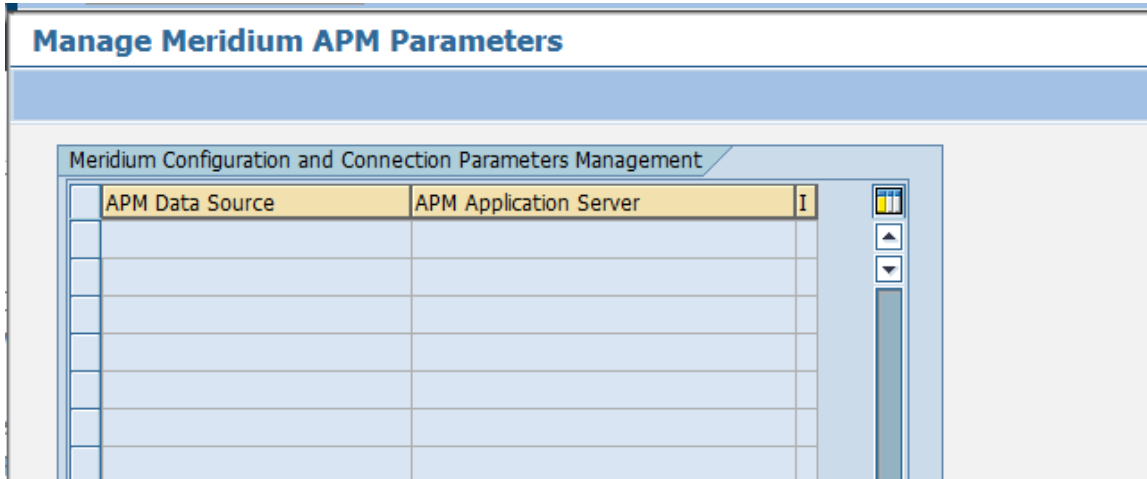 Manage Meridium APM Parameters
Meridium Configuration and Connection Parameters Management
APM Data Source APM Application Server I